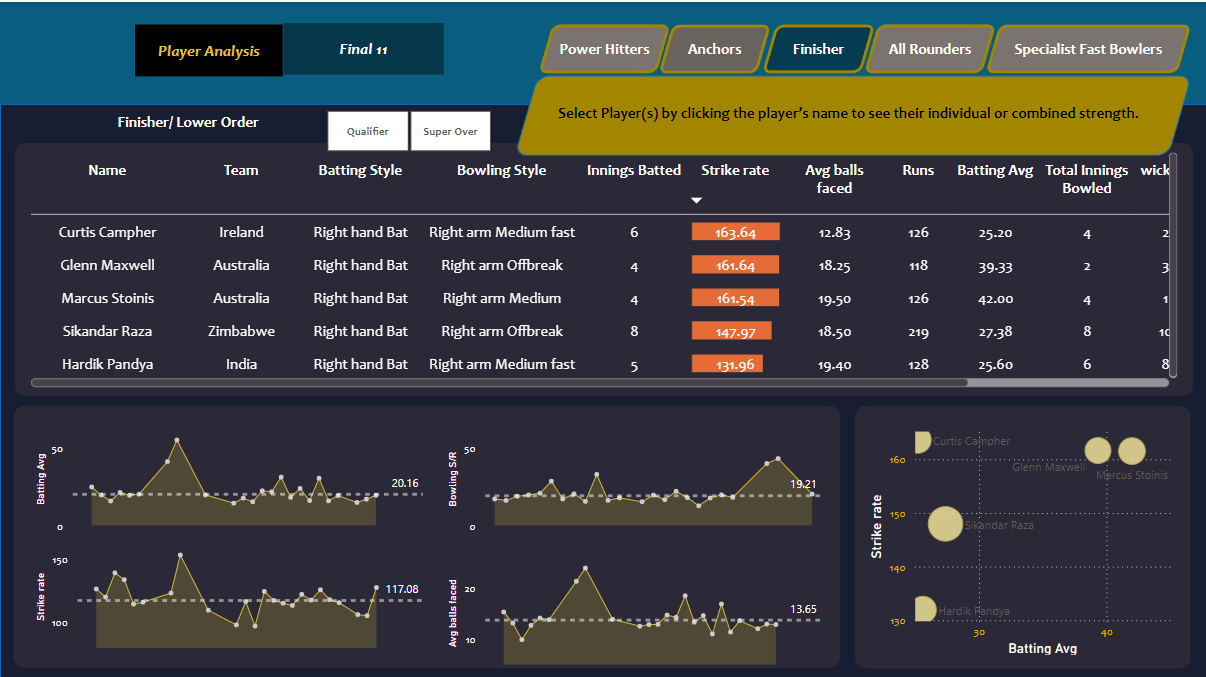 Player Analysis
Final 11
Power Hitters
Anchors
Finisher
All Rounders
Specialist Fast Bowlers
Select Player(s) by clicking the player's name to see their individual or combined strength.
Finisher/ Lower Order
Qualifier
Super Over
Name Team Batting Style Bowling Style Innings Batted Strike rate Avg balls faced Runs Batting Avg Total Innings Bowled wick
Curtis Campher Ireland Right hand Bat Right arm Medium fast 6 163.64 12.83 126 25.20 4 2
Glenn Maxwell Australia Right hand Bat Right arm Offbreak 4 161.64 18.25 118 39.33 2 3
Marcus Stoinis Australia Right hand Bat Right arm Medium 4 161.54 19.50 126 42.00 4 1
Sikandar Raza Zimbabwe Right hand Bat Right arm Offbreak 8 147.97 18.50 219 27.38 8 10
Hardik Pandya India Right hand Bat Right arm Medium fast 5 131.96 19.40 128 25.60 6 8
Batting Avg
50
0
20.16
Bowling S/R
50
0
19.21
Strike rate
150
100
117.08
Avg balls faced
20
10
13.65
Strike rate
160
150
140
130
Curtis Campher
Glenn Maxwell
Marcus Stoinis
Sikandar Raza
Hardik Pandya
30
40
Batting Avg